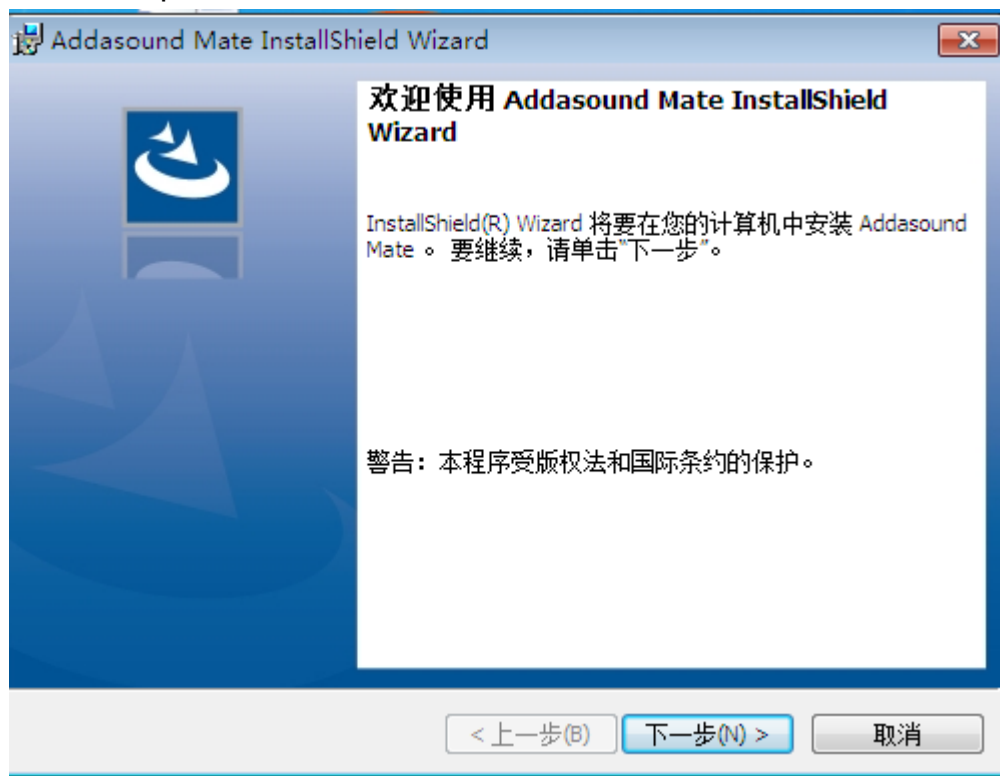 Addasound Mate InstallShield Wizard
欢迎使用 Addasound Mate InstallShield
Wizard
InstallShield(R) Wizard 将要在您的计算机中安装 Addasound
Mate 。 要继续，请单击"下一步"。
警告：本程序受版权法和国际条约的保护。
<上一步(B)
下一步(N) >
取消